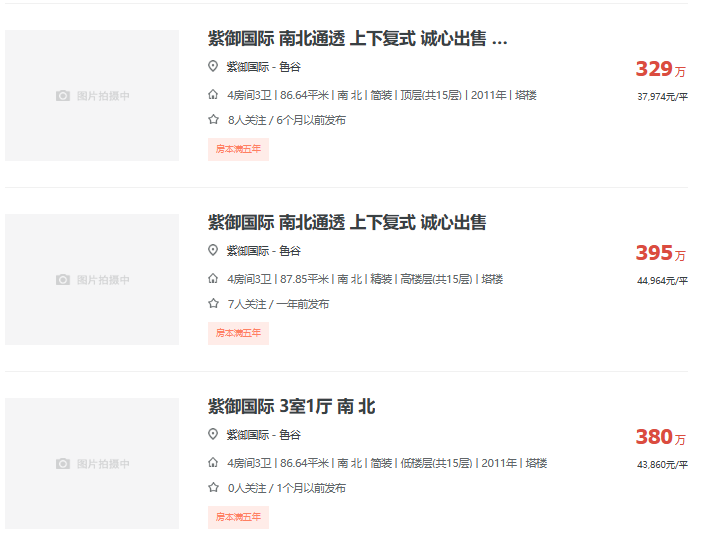 紫御国际 南北通透 上下复式 诚心出售 ...
紫御国际 - 鲁谷
329万
图片拍摄中
4房间3卫 | 86.64平米 | 南 北 | 简装 | 顶层(共15层) | 2011年 | 塔楼
37,974元/平
8人关注 / 6个月以前发布
房本满五年
紫御国际 南北通透 上下复式 诚心出售
紫御国际 - 鲁谷
395万
图片拍摄中
4房间3卫 | 87.85平米 | 南 北 | 精装 | 高楼层(共15层) | 塔楼
44,964元/平
7人关注 / 一年前发布
房本满五年
紫御国际 3室1厅 南 北
紫御国际 - 鲁谷
380万
图片拍摄中
4房间3卫 | 86.64平米 | 南 北 | 简装 | 低楼层(共15层) | 2011年 | 塔楼
43,860元/平
0人关注 / 1个月以前发布
房本满五年